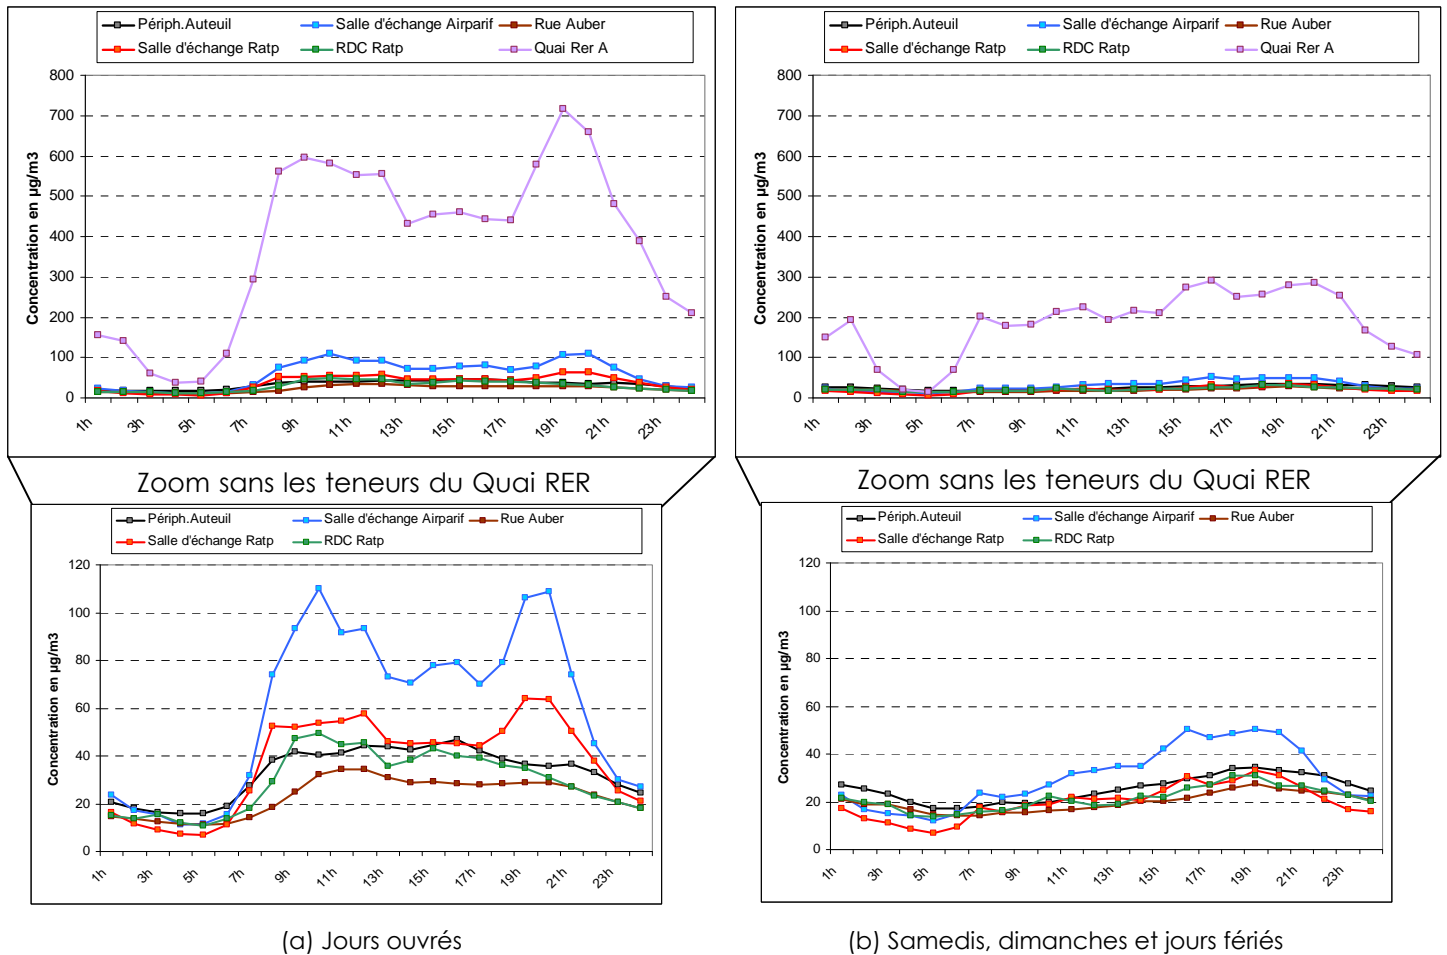 Périph.Auteuil Salle d'échange Airparif Rue Auber
Salle d'échange Ratp RDC Ratp Quai Rer A
Concentration en µg/m3
800
700
600
500
400
300
200
100
0
1h 3h 5h 7h 9h 11h 13h 15h 17h 19h 21h 23h
Périph.Auteuil Salle d'échange Airparif Rue Auber
Salle d'échange Ratp RDC Ratp Quai Rer A
Concentration en µg/m3
800
700
600
500
400
300
200
100
0
1h 3h 5h 7h 9h 11h 13h 15h 17h 19h 21h 23h
Zoom sans les teneurs du Quai RER
Zoom sans les teneurs du Quai RER
Périph.Auteuil Salle d'échange Airparif Rue Auber
Salle d'échange Ratp RDC Ratp
Concentration en µg/m3
120
100
80
60
40
20
0
1h 3h 5h 7h 9h 11h 13h 15h 17h 19h 21h 23h
Périph.Auteuil Salle d'échange Airparif Rue Auber
Salle d'échange Ratp RDC Ratp
Concentration en µg/m3
120
100
80
60
40
20
0
1h 3h 5h 7h 9h 11h 13h 15h 17h 19h 21h 23h
(a) Jours ouvrés
(b) Samedis, dimanches et jours fériés